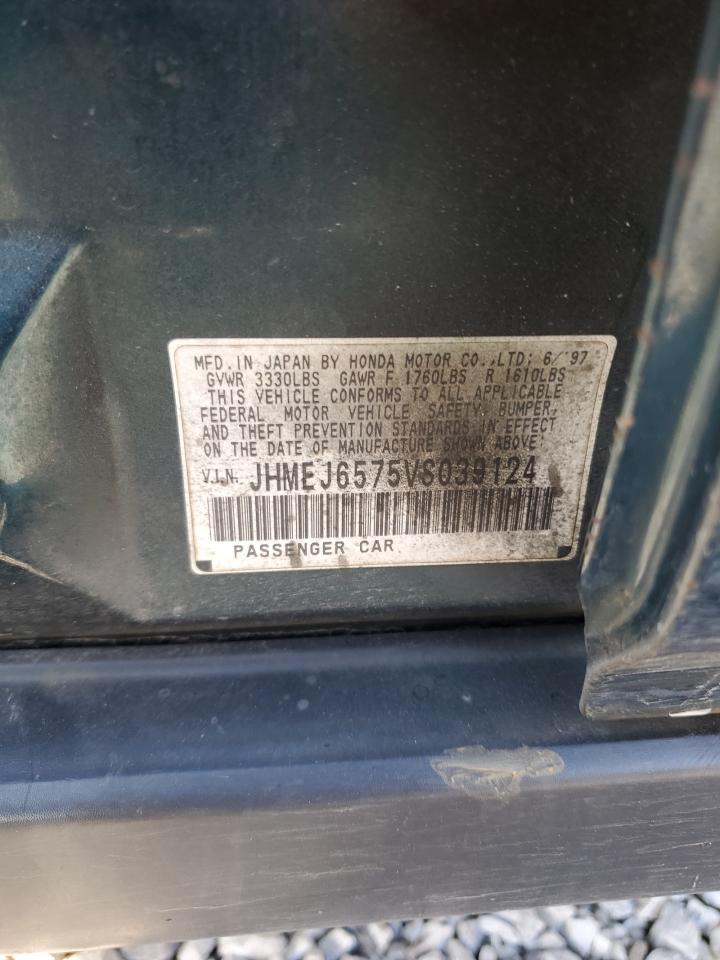 MFD. IN JAPAN BY HONDA MOTOR CO.,LTD; 6/'97
GVWR 3330LBS GAWR F 1760LBS R 1610LBS
THIS VEHICLE CONFORMS TO ALL APPLICABLE
FEDERAL MOTOR VEHICLE SAFETY, BUMPER,
AND THEFT PREVENTION STANDARDS IN EFFECT
ON THE DATE OF MANUFACTURE SHOWN ABOVE:
V.I.N. JHMEJ6575VS039124
PASSENGER CAR